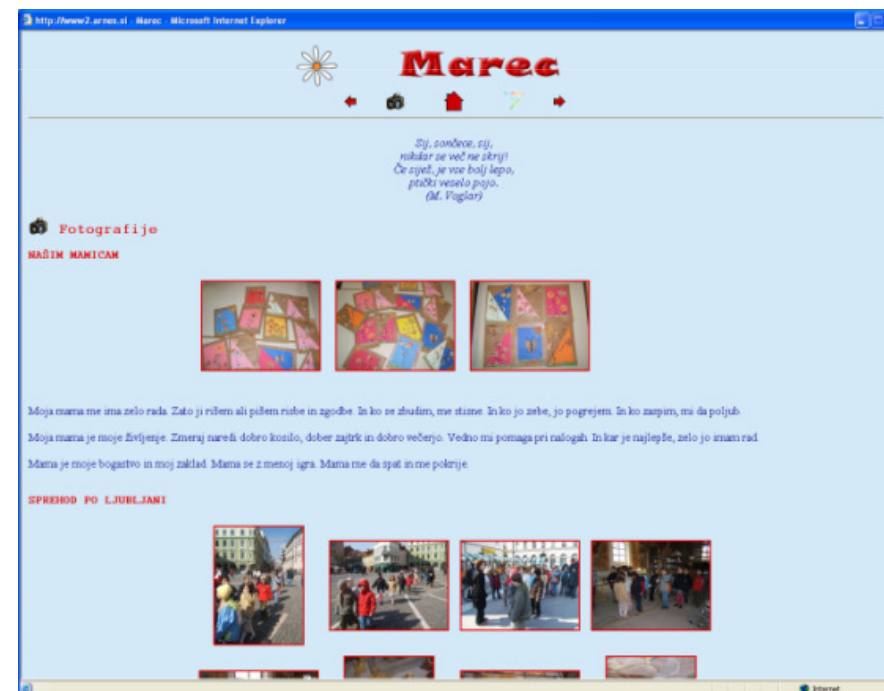 http://www2.arnes.si - Marec - Microsoft Internet Explorer
Marec
Sij, sončece, sij,
nikdar se več ne skrij!
Če siješ, je vse bolj lepo,
ptički veselo pojo.
(M. Voglar)
Fotografije
NAŠIM MAMICAM
Moja mama me ima zelo rada. Zato ji rišem ali pišem risbe in zgodbe. In ko se zbudim, me stisne. In ko jo zebe, jo pogrejem. In ko zaspim, mi da poljub.
Moja mama je moje življenje. Zmeraj naredi dobro kosilo, dober zajtrk in dobro večerjo. Vedno mi pomaga pri nalogah. In kar je najlepše, zelo jo imam rad.
Mama je moje bogastvo in moj zaklad. Mama se z menoj igra. Mama me da spat in me pokrije.
SPREHOD PO LJUBLJANI
Internet